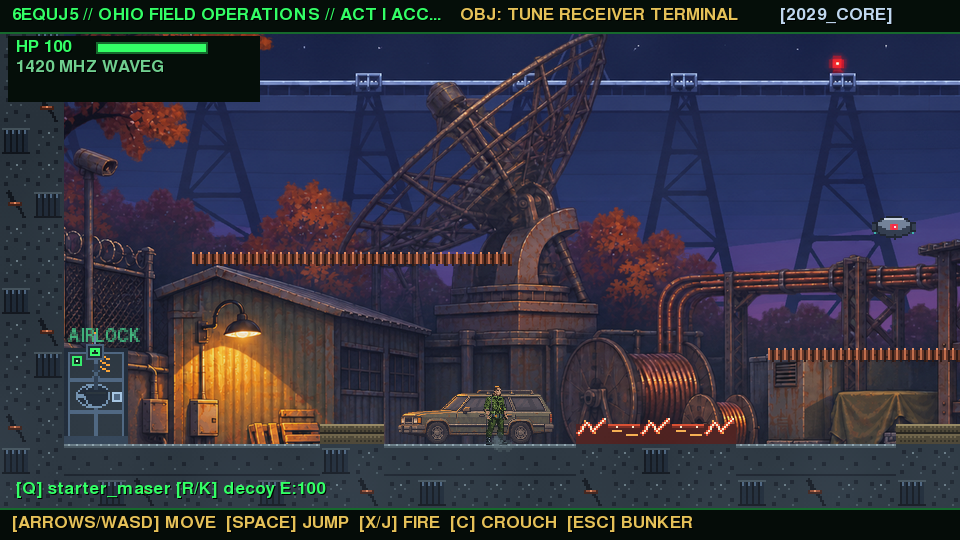 6EQUJ5 // OHIO FIELD OPERATIONS // ACT I ACC... OBJ: TUNE RECEIVER TERMINAL [2029_CORE]
HP 100
1420 MHZ WAVEG
AIRLOCK
[Q] starter_maser [R/K] decoy E:100
[ARROWS/WASD] MOVE [SPACE] JUMP [X/J] FIRE [C] CROUCH [ESC] BUNKER